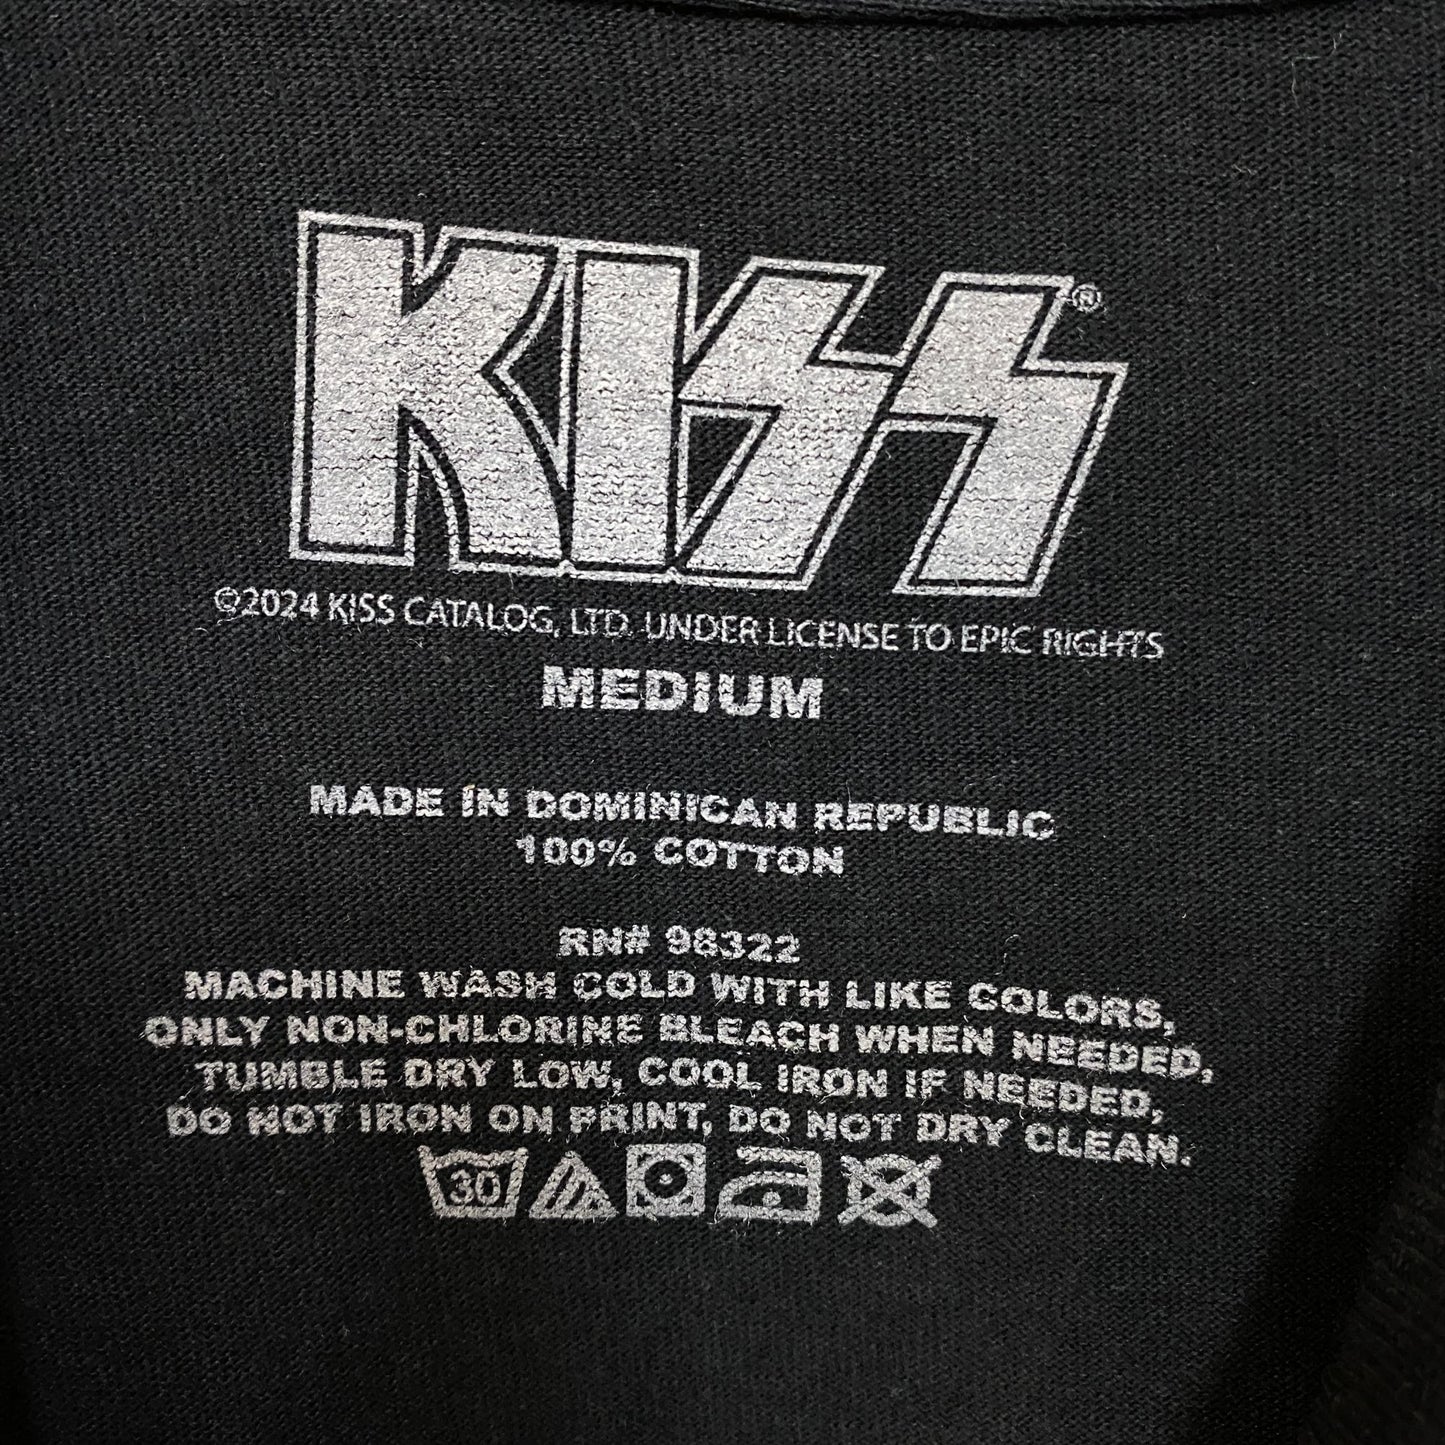 KISS®
©2024 KISS CATALOG, LTD. UNDER LICENSE TO EPIC RIGHTS
MEDIUM
MADE IN DOMINICAN REPUBLIC
100% COTTON
RN# 98322
MACHINE WASH COLD WITH LIKE COLORS,
ONLY NON-CHLORINE BLEACH WHEN NEEDED,
TUMBLE DRY LOW, COOL IRON IF NEEDED,
DO NOT IRON ON PRINT, DO NOT DRY CLEAN.
30